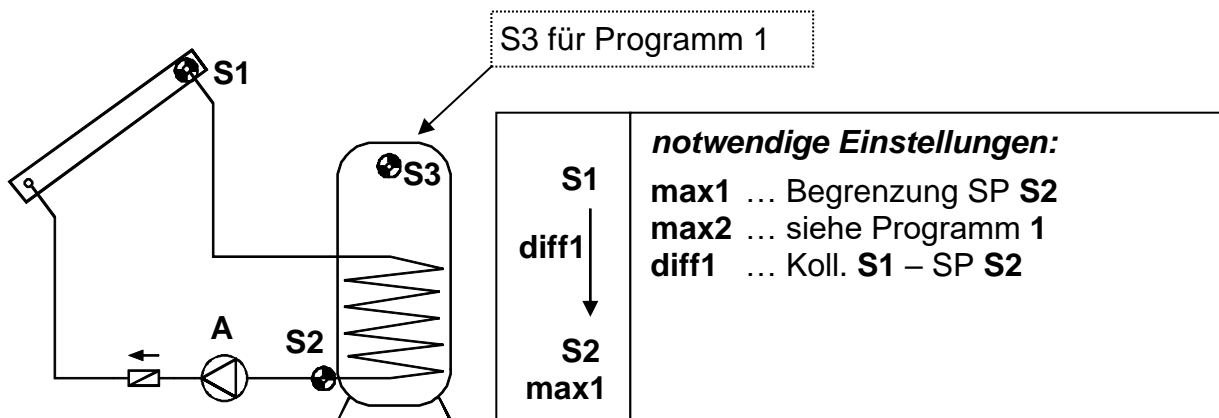 S3 für Programm 1
S1
S3
A
S2
S1
diff1
S2
max1
notwendige Einstellungen:
max1 … Begrenzung SP S2
max2 … siehe Programm 1
diff1 … Koll. S1 – SP S2